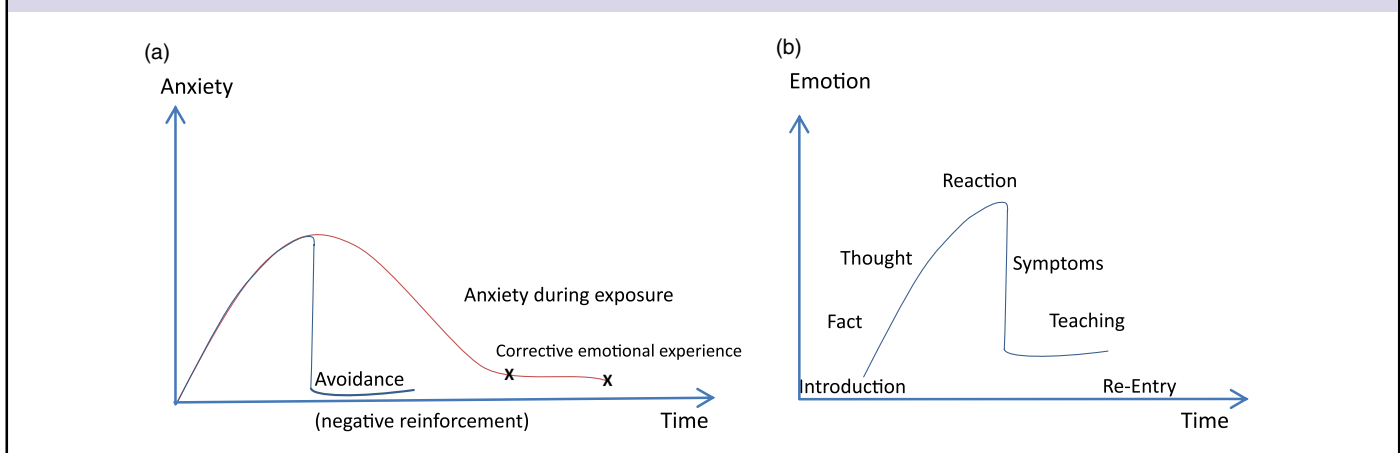 (a)
Anxiety
Anxiety during exposure
Corrective emotional experience
X
X
Avoidance
(negative reinforcement)
Time
(b)
Emotion
Reaction
Thought
Symptoms
Fact
Teaching
Introduction
Re-Entry
Time